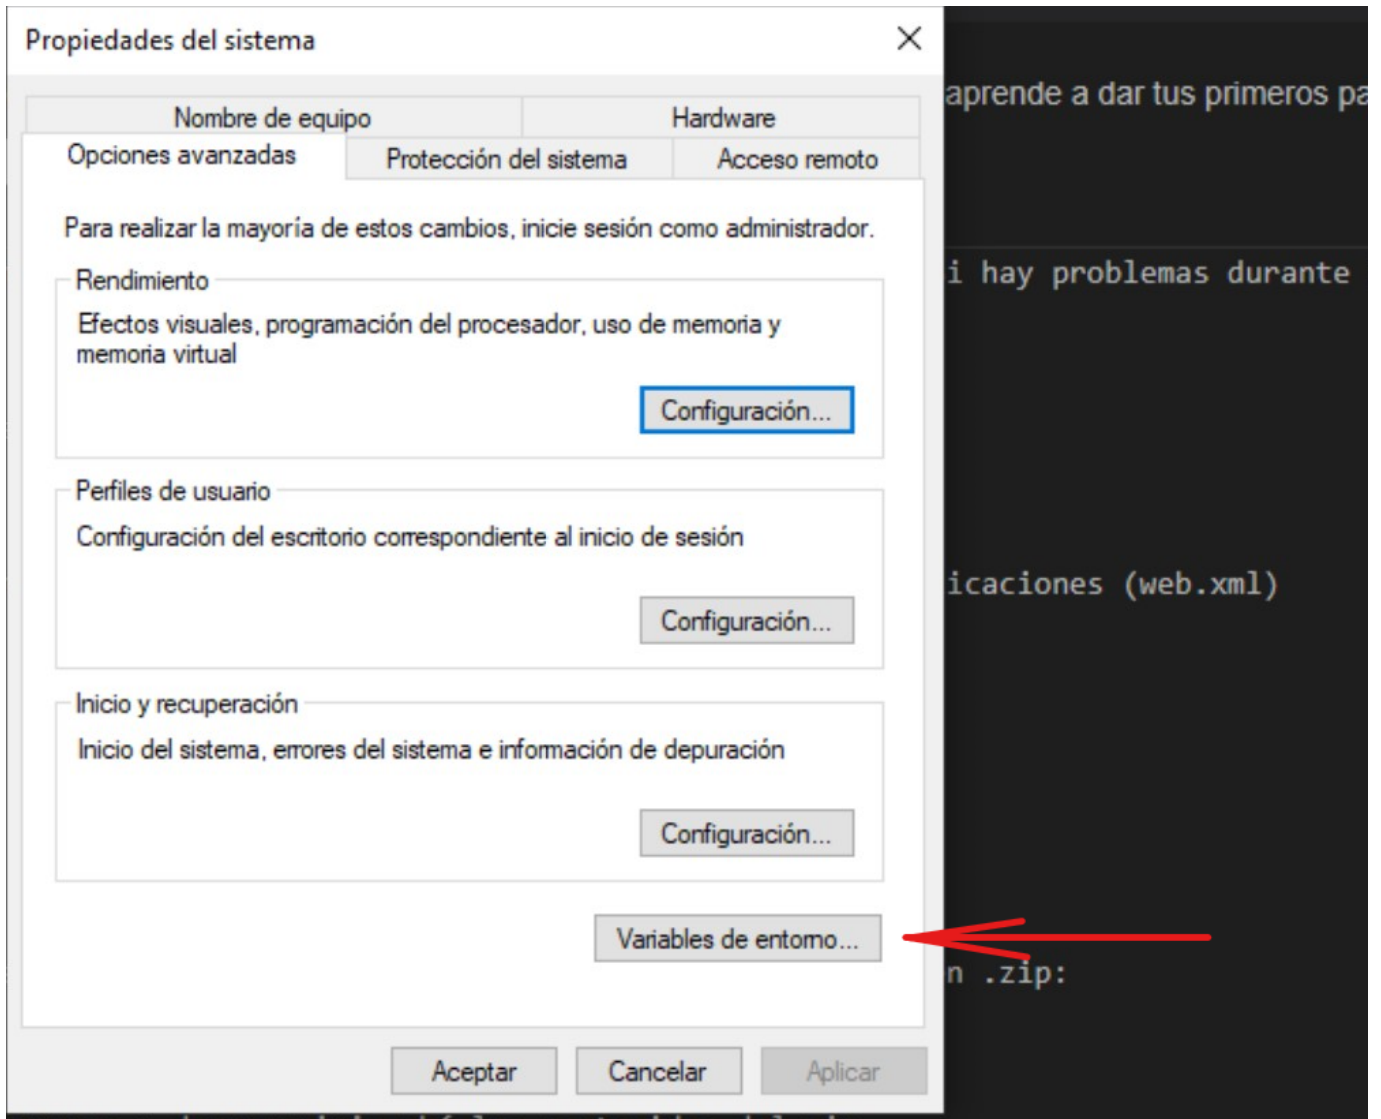 Propiedades del sistema
Nombre de equipo
Hardware
Opciones avanzadas
Protección del sistema
Acceso remoto
Para realizar la mayoría de estos cambios, inicie sesión como administrador.
Rendimiento
Efectos visuales, programación del procesador, uso de memoria y
memoria virtual
Configuración...
Perfiles de usuario
Configuración del escritorio correspondiente al inicio de sesión
Configuración...
Inicio y recuperación
Inicio del sistema, errores del sistema e información de depuración
Configuración...
Variables de entorno...
Aceptar
Cancelar
Aplicar
aprende a dar tus primeros pa
i hay problemas durante
icaciones (web.xml)
n .zip: